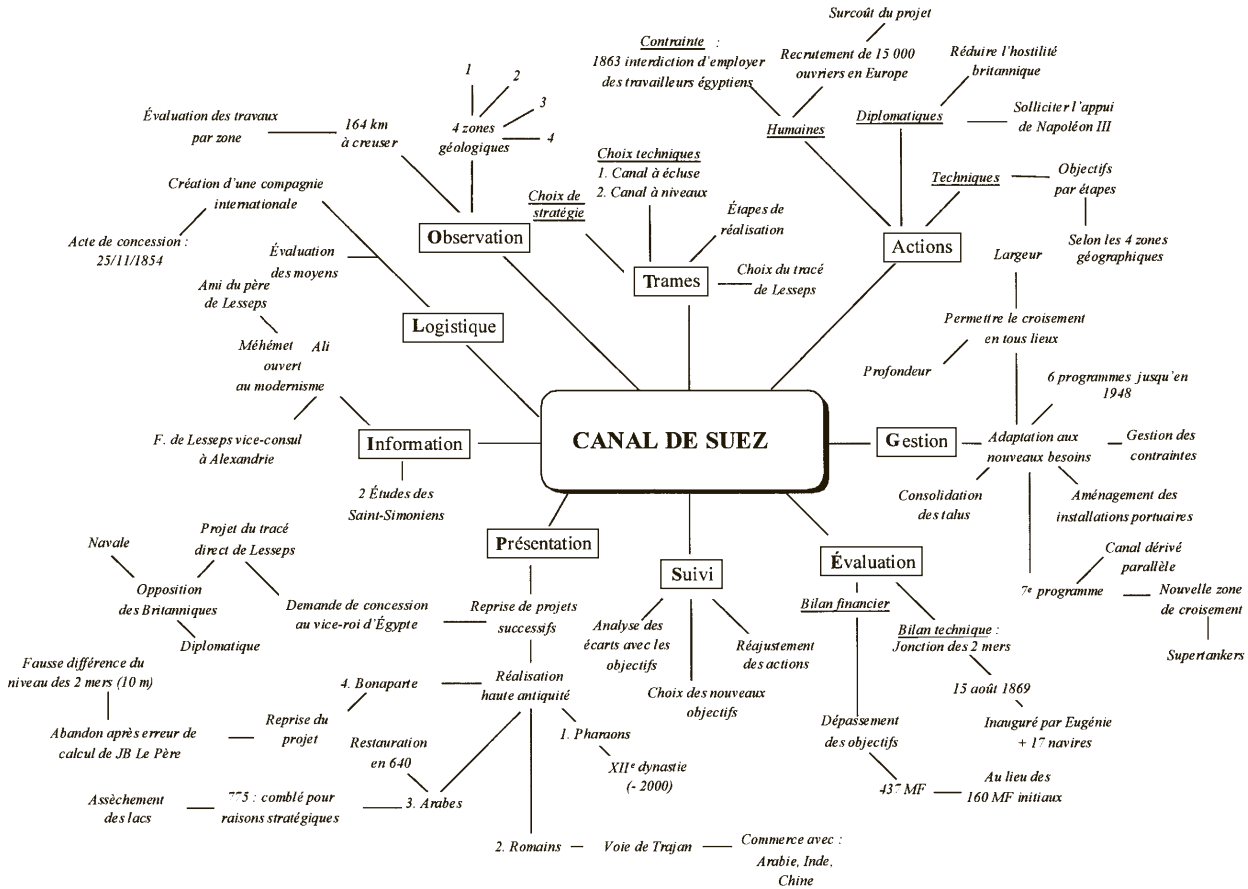 Surcoût du projet
Contrainte :
1863 interdiction d'employer
des travailleurs égyptiens
Recrutement de 15 000
ouvriers en Europe
Réduire l'hostilité
britannique
Humaines
Diplomatiques
Solliciter l'appui
de Napoléon III
Techniques
Objectifs
par étapes
Selon les 4 zones
géographiques
Actions
1
2
3
4
4 zones
géologiques
Évaluation des travaux
par zone
164 km
à creuser
Observation
Choix techniques
1. Canal à écluse
2. Canal à niveaux
Choix de
stratégie
Étapes de
réalisation
Choix du tracé
de Lesseps
Trames
Création d'une compagnie
internationale
Acte de concession :
25/11/1854
Évaluation
des moyens
Logistique
Ami du père
de Lesseps
Méhémet Ali
ouvert
au modernisme
F. de Lesseps vice-consul
à Alexandrie
Information
2 Études des
Saint-Simoniens
CANAL DE SUEZ
Largeur
Permettre le croisement
en tous lieux
Profondeur
6 programmes jusqu'en
1948
Gestion
Adaptation aux
nouveaux besoins
Gestion des
contraintes
Consolidation
des talus
Aménagement des
installations portuaires
Canal dérivé
parallèle
7e programme
Nouvelle zone
de croisement
Supertankers
Présentation
Navale
Projet du tracé
direct de Lesseps
Opposition
des Britanniques
Diplomatique
Demande de concession
au vice-roi d'Égypte
Reprise de projets
successifs
Réalisation
haute antiquité
4. Bonaparte
Fausse différence du
niveau des 2 mers (10 m)
Abandon après erreur de
calcul de JB Le Père
Reprise du
projet
Restauration
en 640
1. Pharaons
XIIe dynastie
(- 2000)
Assèchement
des lacs
775 : comblé pour
raisons stratégiques
3. Arabes
2. Romains
Voie de Trajan
Commerce avec :
Arabie, Inde,
Chine
Suivi
Analyse des
écarts avec les
objectifs
Réajustement
des actions
Choix des nouveaux
objectifs
Évaluation
Bilan financier
Bilan technique :
Jonction des 2 mers
15 août 1869
Inauguré par Eugénie
+ 17 navires
Dépassement
des objectifs
437 MF
Au lieu des
160 MF initiaux